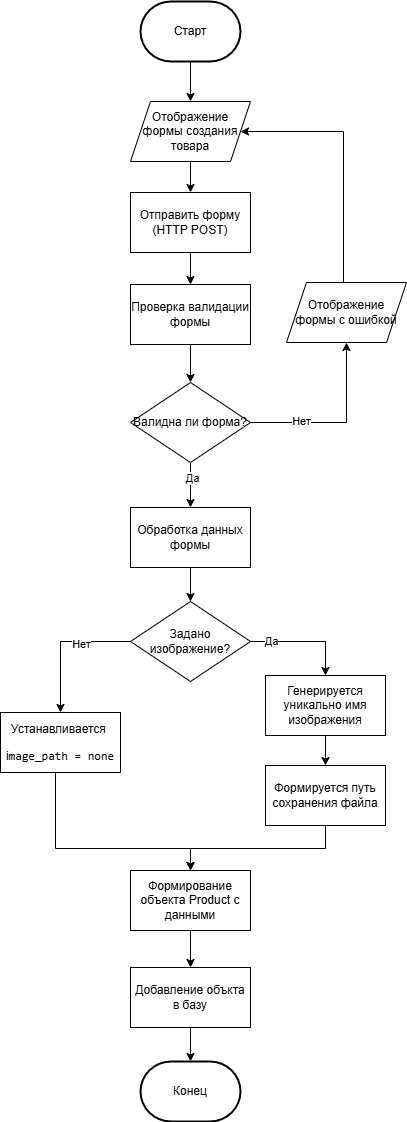 Старт
Отображение
формы создания
товара
Отправить форму
(HTTP POST)
Проверка валидации
формы
Отображение
формы с ошибкой
Валидна ли форма?
Нет
Да
Обработка данных
формы
Задано
изображение?
Нет
Да
Генерируется
уникально имя
изображения
Устанавливается
image_path = none
Формируется путь
сохранения файла
Формирование
объекта Product с
данными
Добавление объкта
в базу
Конец